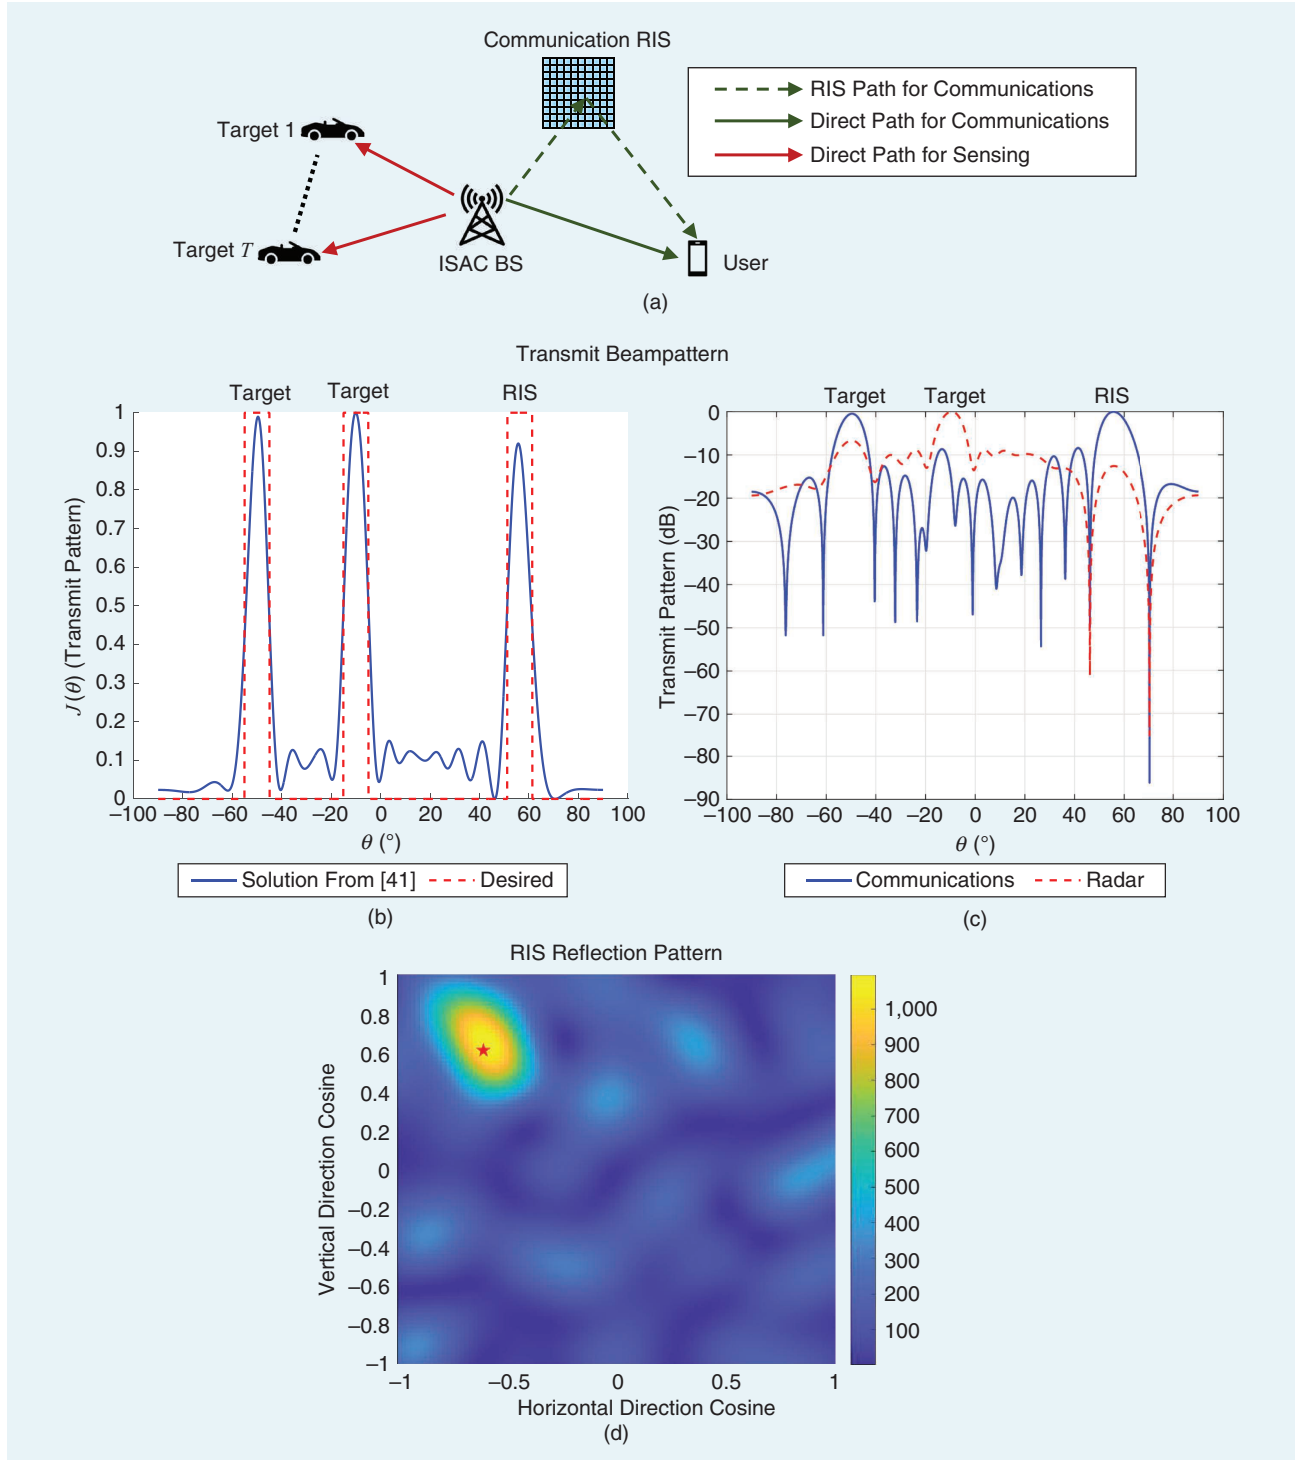 Communication RIS
RIS Path for Communications
Direct Path for Communications
Direct Path for Sensing
Target 1
Target T
ISAC BS
User
(a)
Transmit Beampattern
Target Target RIS
1
0.9
0.8
0.7
0.6
0.5
0.4
0.3
0.2
0.1
0
J(θ) (Transmit Pattern)
−100 −80 −60 −40 −20 0 20 40 60 80 100
θ (°)
Solution From [41] Desired
(b)
Target Target RIS
0
−10
−20
−30
−40
−50
−60
−70
−80
−90
Transmit Pattern (dB)
−100 −80 −60 −40 −20 0 20 40 60 80 100
θ (°)
Communications Radar
(c)
RIS Reflection Pattern
1
0.8
0.6
0.4
0.2
0
−0.2
−0.4
−0.6
−0.8
−1
Vertical Direction Cosine
−1 −0.5 0 0.5 1
Horizontal Direction Cosine
1,000
900
800
700
600
500
400
300
200
100
(d)